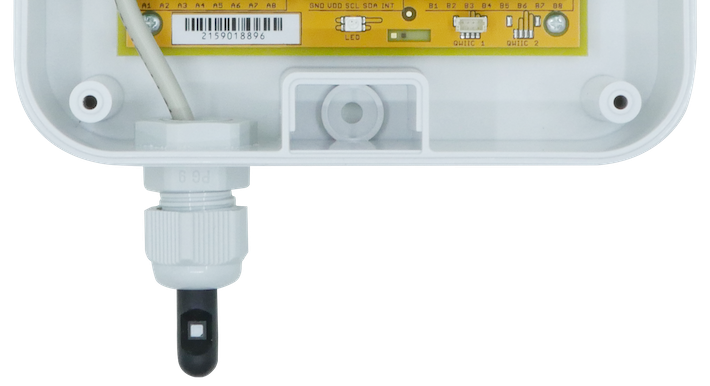 A1 A2 A3 A4 A5 A6 A7 A8
GND VDD SCL SDA INT
B1 B2 B3 B4 B5 B6 B7 B8
2159018896
LED
QWIIC 1
QWIIC 2